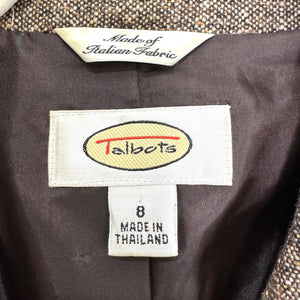 Made of
Italian Fabric
Talbots
8
MADE IN
THAILAND